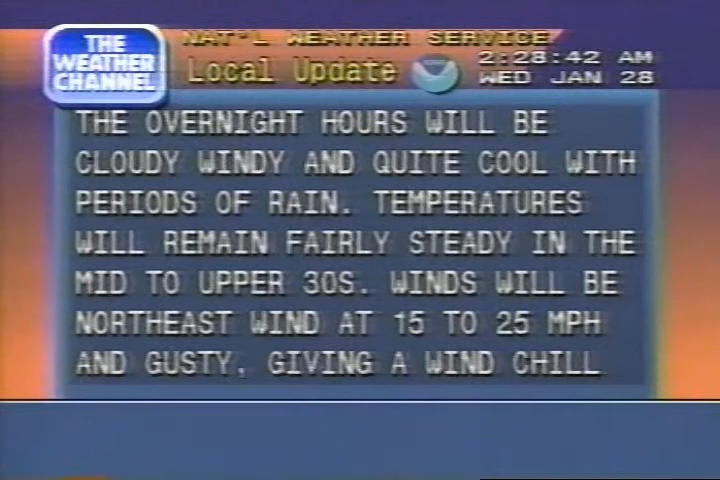 THE
WEATHER
CHANNEL
NAT'L WEATHER SERVICE
Local Update
2:28:42 AM
WED JAN 28
THE OVERNIGHT HOURS WILL BE
CLOUDY WINDY AND QUITE COOL WITH
PERIODS OF RAIN. TEMPERATURES
WILL REMAIN FAIRLY STEADY IN THE
MID TO UPPER 30S. WINDS WILL BE
NORTHEAST WIND AT 15 TO 25 MPH
AND GUSTY, GIVING A WIND CHILL